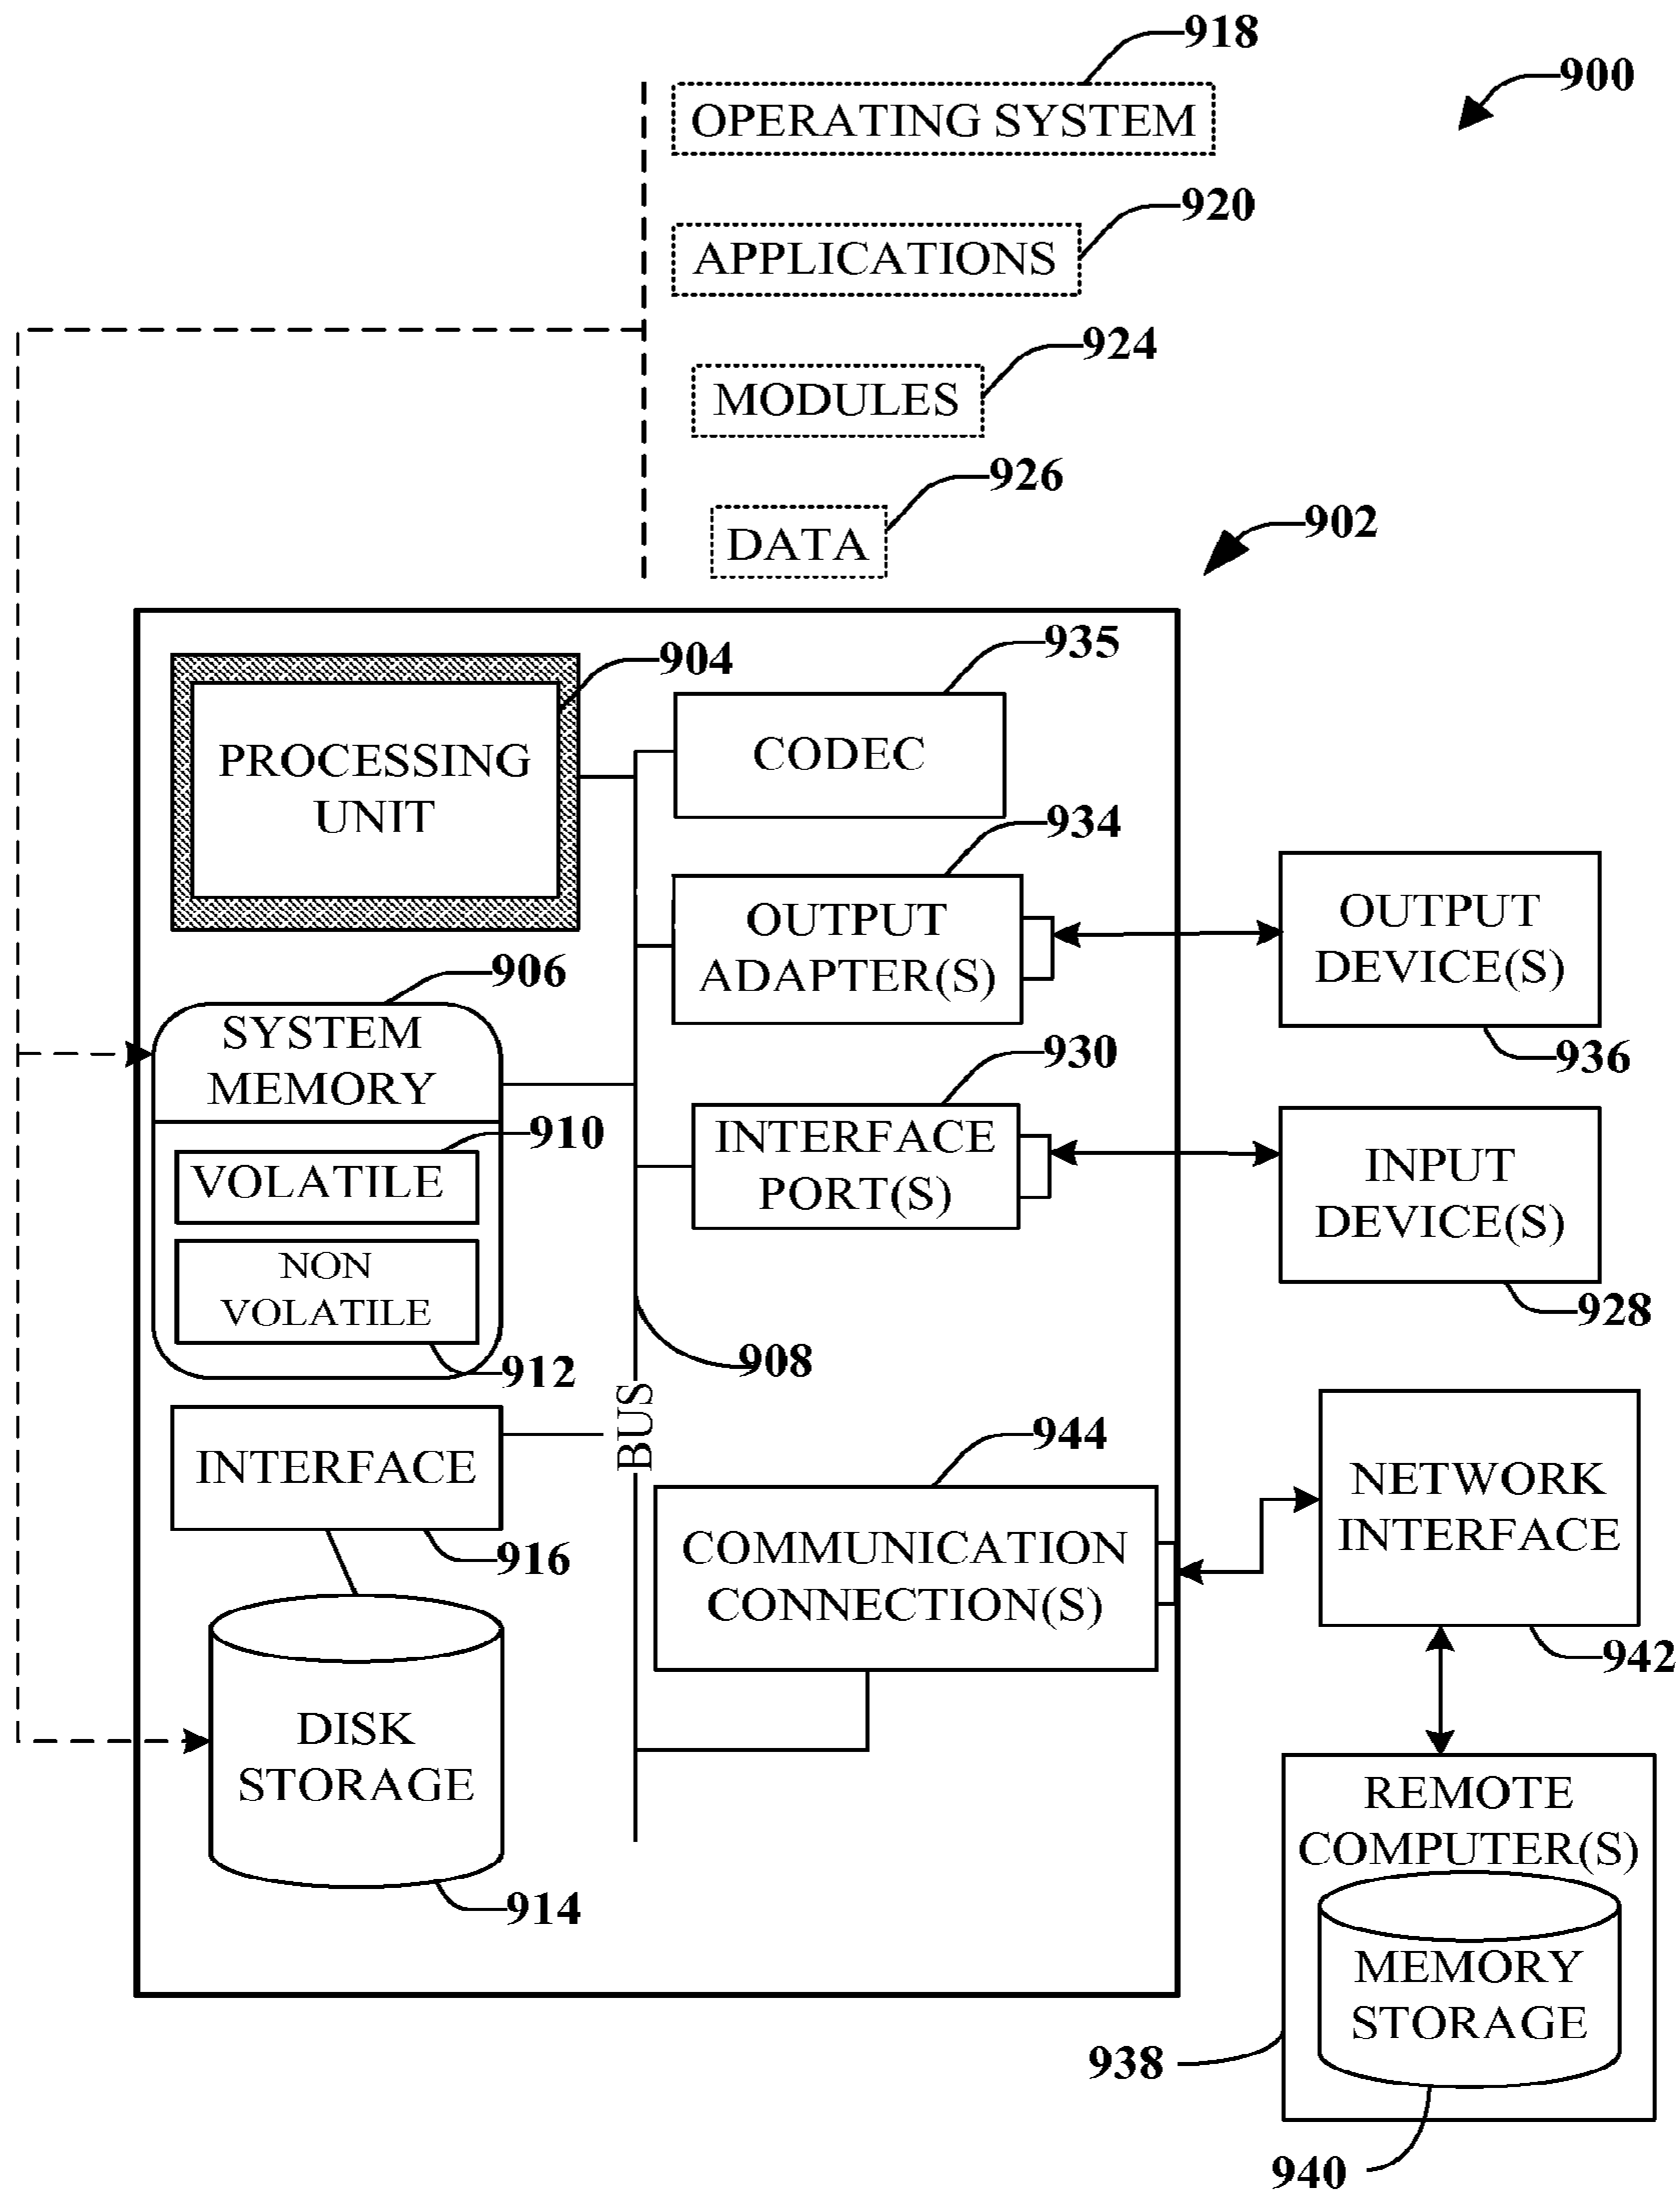 918
900
OPERATING SYSTEM
920
APPLICATIONS
924
MODULES
926
DATA
902
935
904
CODEC
PROCESSING
UNIT
934
OUTPUT
ADAPTER(S)
OUTPUT
DEVICE(S)
936
906
SYSTEM
MEMORY
910
VOLATILE
NON
VOLATILE
912
930
INTERFACE
PORT(S)
INPUT
DEVICE(S)
928
908
BUS
INTERFACE
916
944
COMMUNICATION
CONNECTION(S)
NETWORK
INTERFACE
942
DISK
STORAGE
914
REMOTE
COMPUTER(S)
MEMORY
STORAGE
938
940